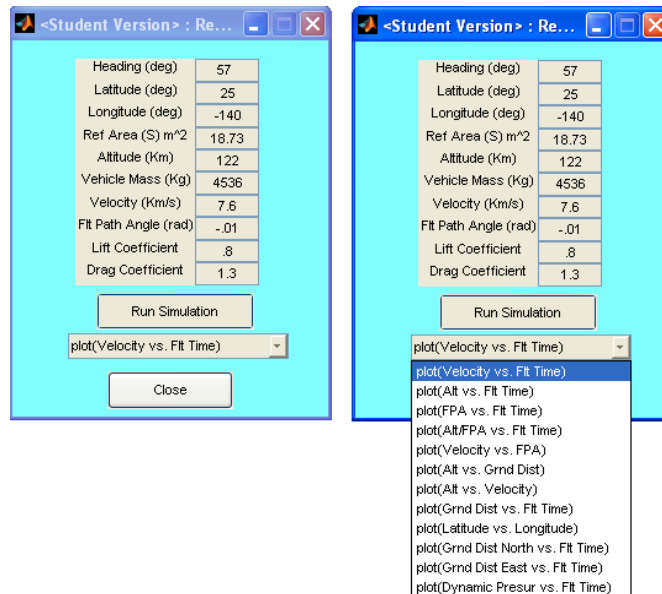 <Student Version> : Re...
Heading (deg) 57
Latitude (deg) 25
Longitude (deg) -140
Ref Area (S) m^2 18.73
Altitude (Km) 122
Vehicle Mass (Kg) 4536
Velocity (Km/s) 7.6
Flt Path Angle (rad) -.01
Lift Coefficient .8
Drag Coefficient 1.3
Run Simulation
plot(Velocity vs. Flt Time)
Close
<Student Version> : Re...
Heading (deg) 57
Latitude (deg) 25
Longitude (deg) -140
Ref Area (S) m^2 18.73
Altitude (Km) 122
Vehicle Mass (Kg) 4536
Velocity (Km/s) 7.6
Flt Path Angle (rad) -.01
Lift Coefficient .8
Drag Coefficient 1.3
Run Simulation
plot(Velocity vs. Flt Time)
plot(Velocity vs. Flt Time)
plot(Alt vs. Flt Time)
plot(FPA vs. Flt Time)
plot(Alt/FPA vs. Flt Time)
plot(Velocity vs. FPA)
plot(Alt vs. Grnd Dist)
plot(Alt vs. Velocity)
plot(Grnd Dist vs. Flt Time)
plot(Latitude vs. Longitude)
plot(Grnd Dist North vs. Flt Time)
plot(Grnd Dist East vs. Flt Time)
plot(Dynamic Presur vs. Flt Time)